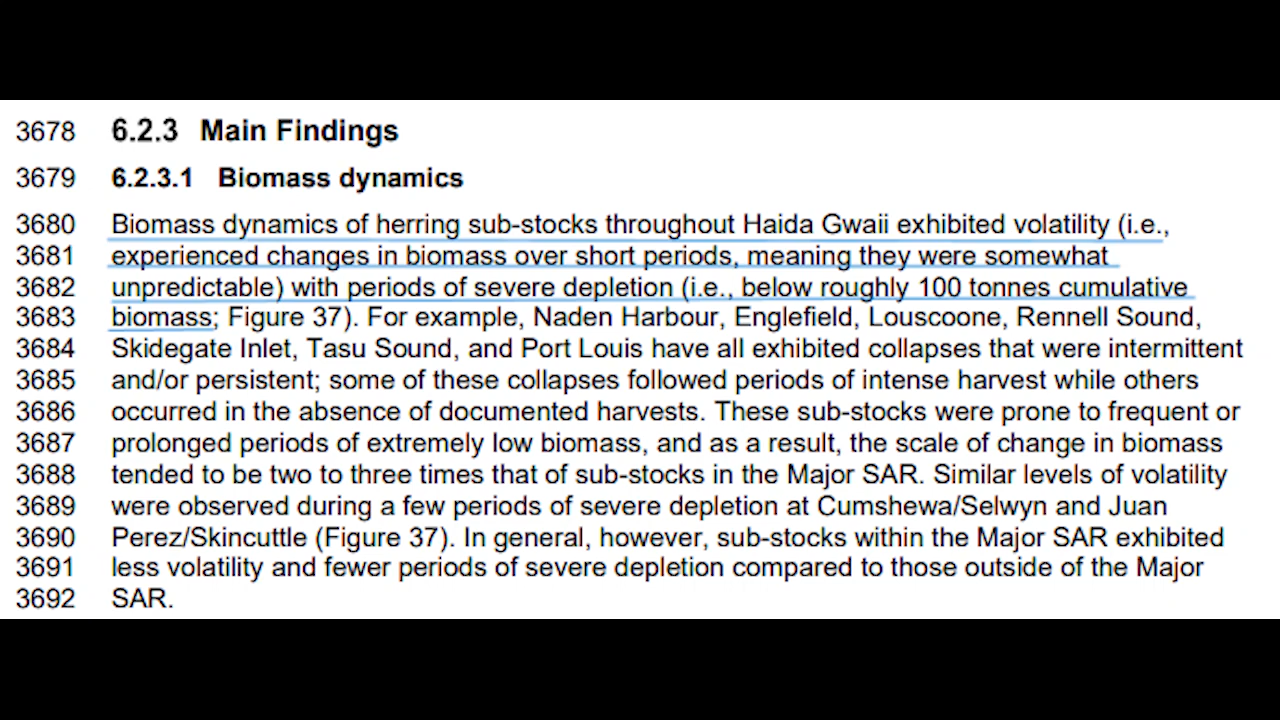 3678 6.2.3 Main Findings
3679 6.2.3.1 Biomass dynamics
3680 Biomass dynamics of herring sub-stocks throughout Haida Gwaii exhibited volatility (i.e.,
3681 experienced changes in biomass over short periods, meaning they were somewhat
3682 unpredictable) with periods of severe depletion (i.e., below roughly 100 tonnes cumulative
3683 biomass; Figure 37). For example, Naden Harbour, Englefield, Louscoone, Rennell Sound,
3684 Skidegate Inlet, Tasu Sound, and Port Louis have all exhibited collapses that were intermittent
3685 and/or persistent; some of these collapses followed periods of intense harvest while others
3686 occurred in the absence of documented harvests. These sub-stocks were prone to frequent or
3687 prolonged periods of extremely low biomass, and as a result, the scale of change in biomass
3688 tended to be two to three times that of sub-stocks in the Major SAR. Similar levels of volatility
3689 were observed during a few periods of severe depletion at Cumshewa/Selwyn and Juan
3690 Perez/Skincuttle (Figure 37). In general, however, sub-stocks within the Major SAR exhibited
3691 less volatility and fewer periods of severe depletion compared to those outside of the Major
3692 SAR.